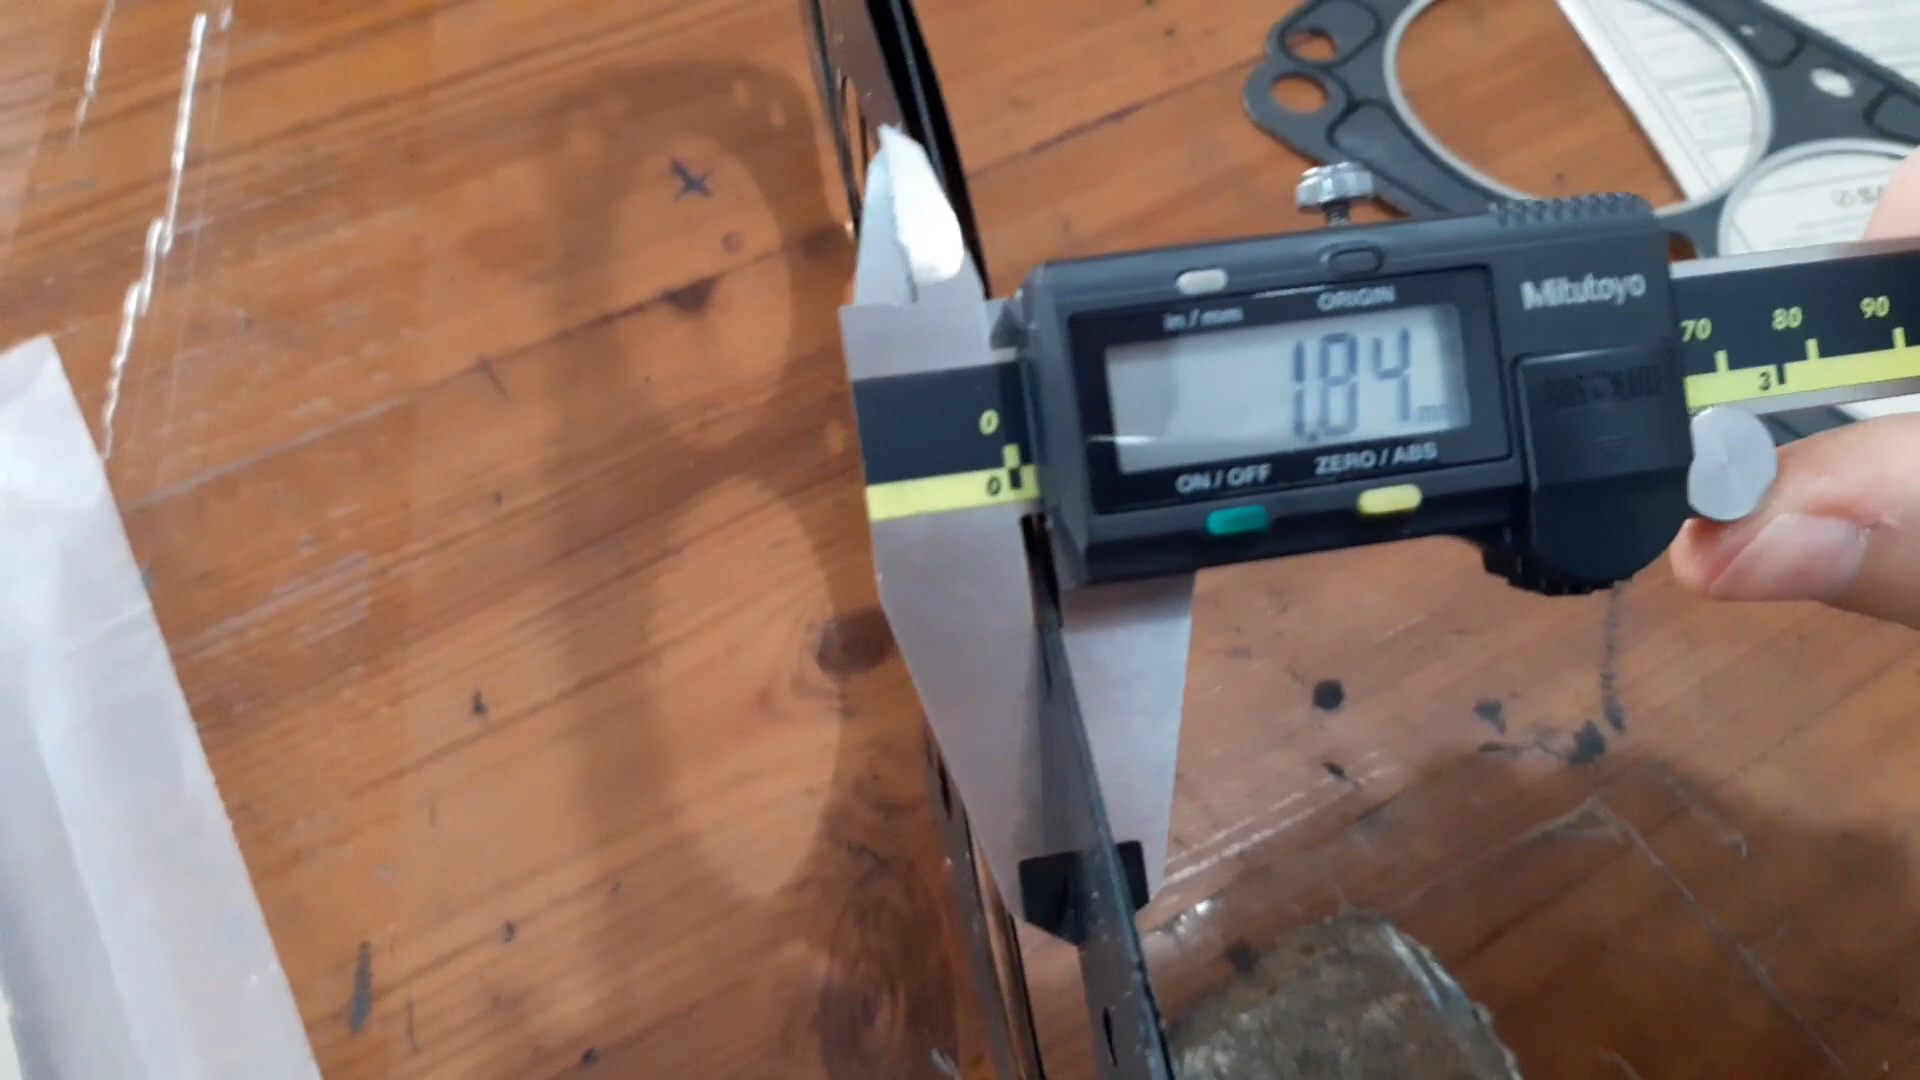 Mitutoyo
ORIGIN
in / mm
1.84 mm
ON / OFF
ZERO / ABS
0
0
70 80 90
3